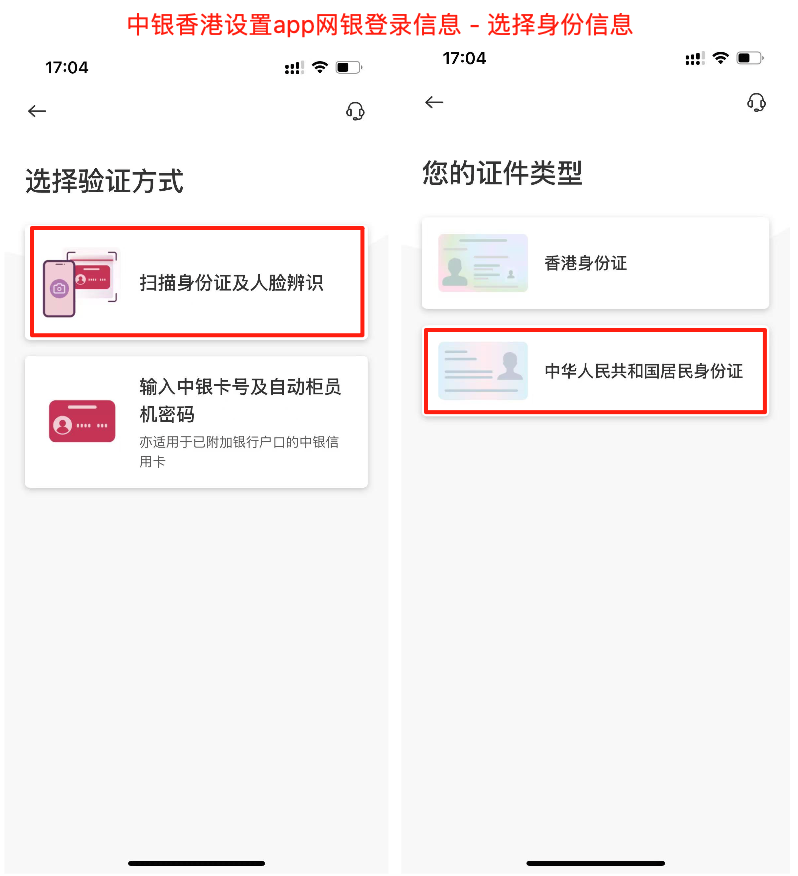 中银香港设置app网银登录信息 - 选择身份信息
17:04
选择验证方式
扫描身份证及人脸辨识
输入中银卡号及自动柜员
机密码
亦适用于已附加银行户口的中银信
用卡
17:04
您的证件类型
香港身份证
中华人民共和国居民身份证